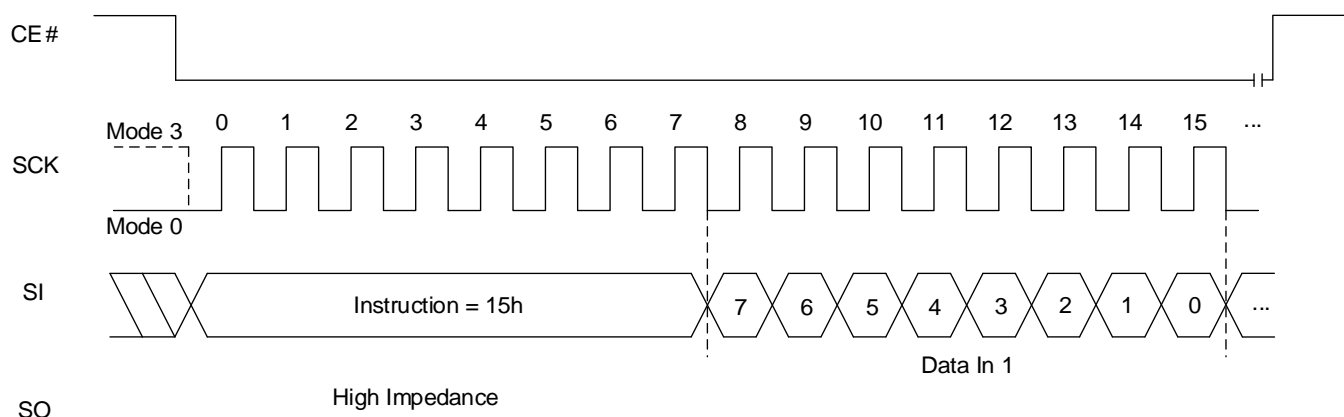 CE#
0 1 2 3 4 5 6 7 8 9 10 11 12 13 14 15 ...
Mode 3
SCK
Mode 0
SI
Instruction = 15h 7 6 5 4 3 2 1 0 ...
Data In 1
High Impedance
SO